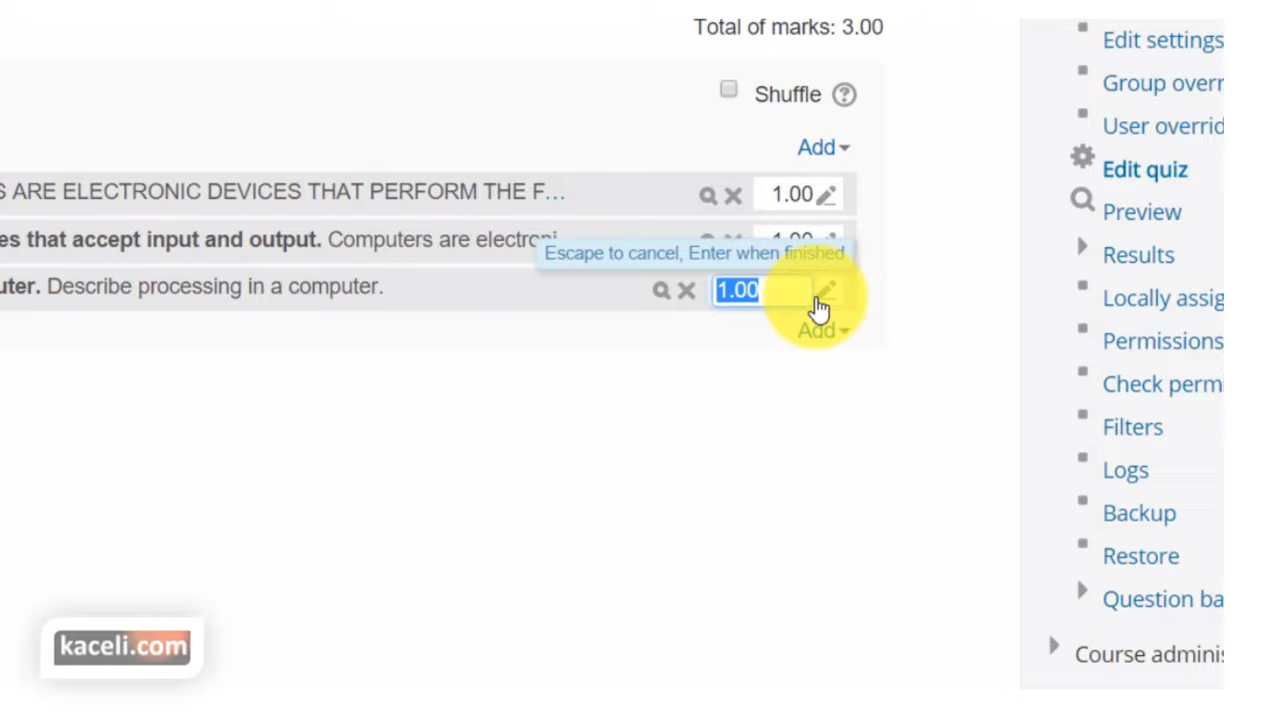 Total of marks: 3.00
Shuffle
Add
S ARE ELECTRONIC DEVICES THAT PERFORM THE F... 1.00
es that accept input and output. Computers are electroni 1.00
Escape to cancel, Enter when finished
uter. Describe processing in a computer. 1.00
Add
Edit settings
Group overr
User overrid
Edit quiz
Preview
Results
Locally assig
Permissions
Check perm
Filters
Logs
Backup
Restore
Question ba
Course adminis
kaceli.com